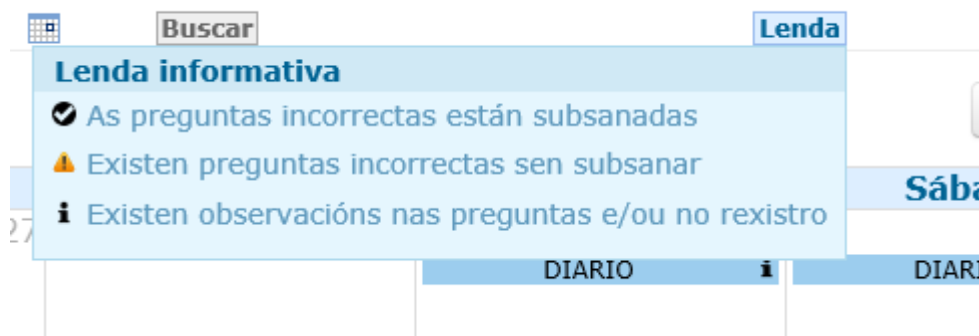 Buscar Lenda
Lenda informativa
As preguntas incorrectas están subsanadas
Existen preguntas incorrectas sen subsanar
Existen observacións nas preguntas e/ou no rexistro
27
DIARIO